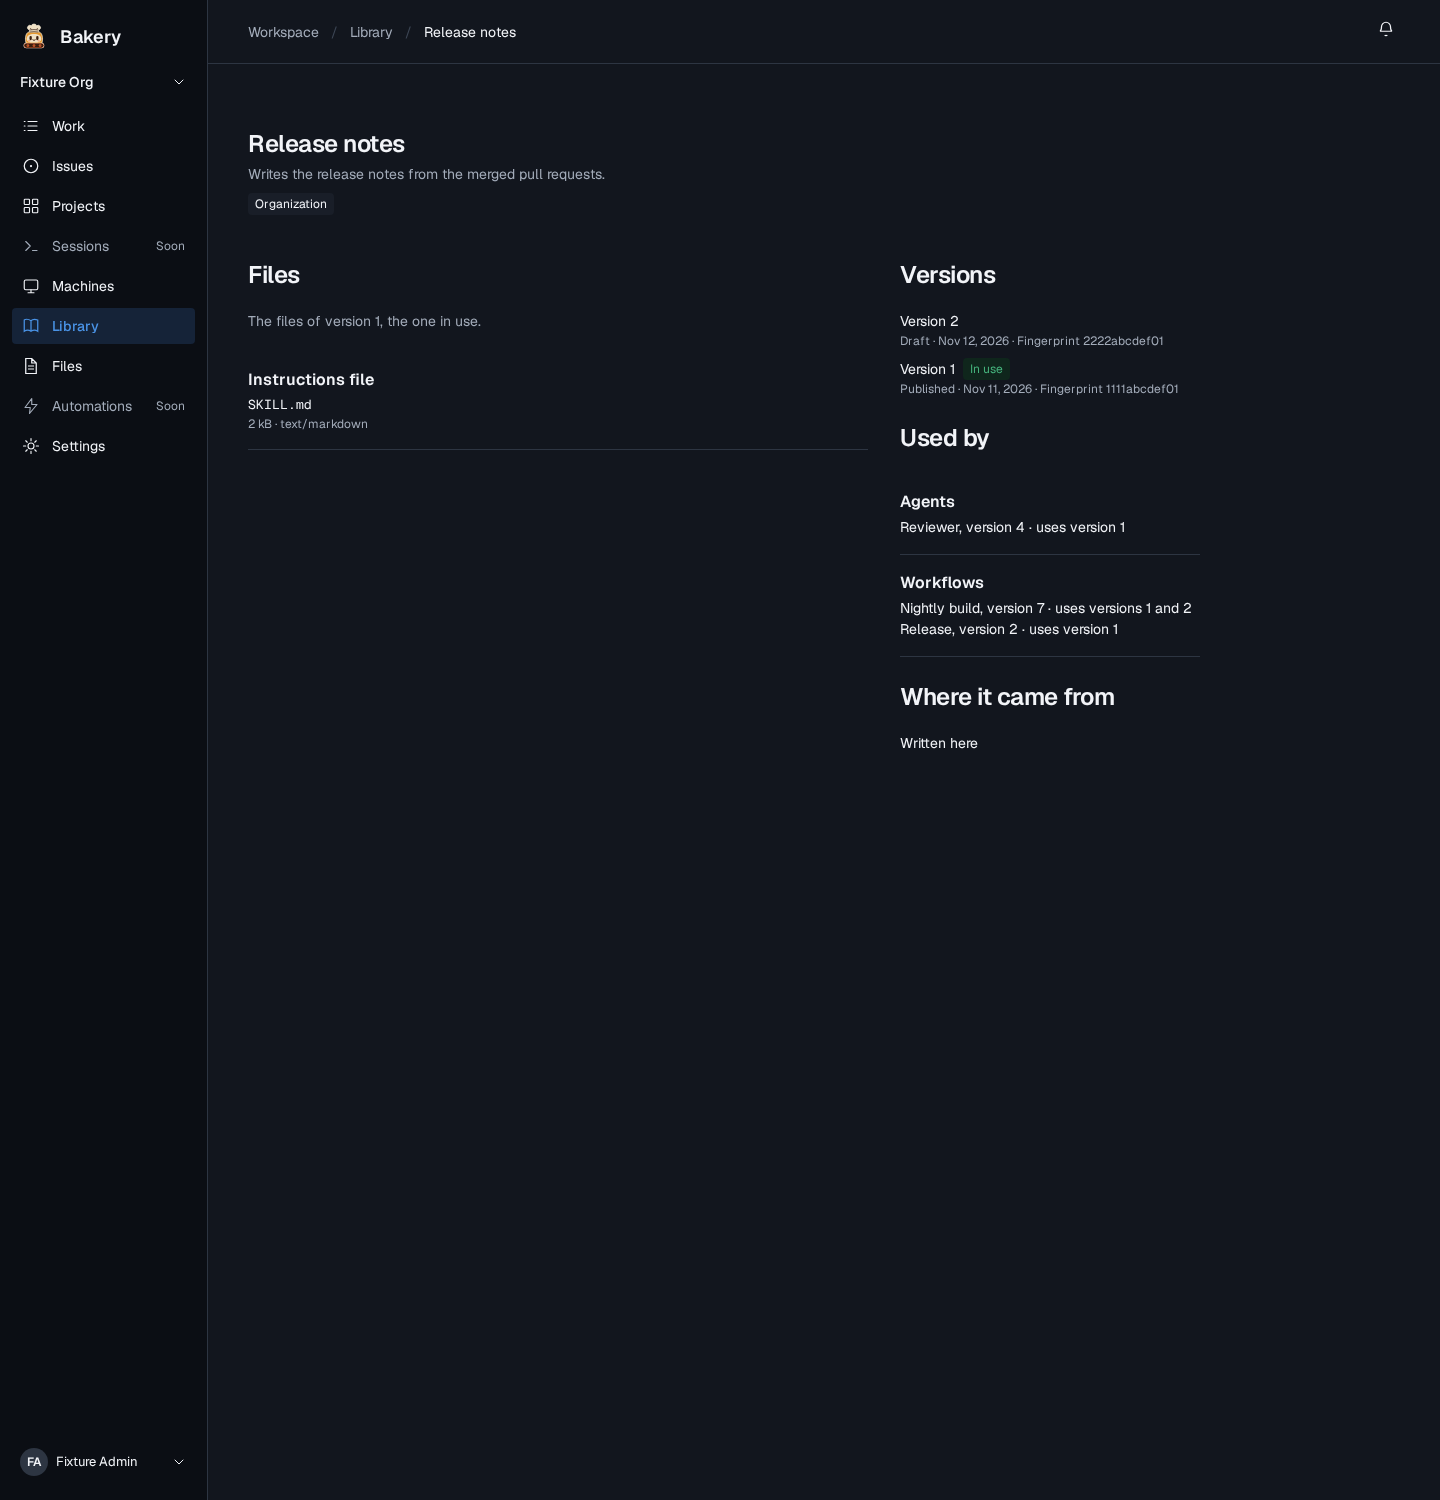 Bakery
Fixture Org
Work
Issues
Projects
Sessions Soon
Machines
Library
Files
Automations Soon
Settings
FA Fixture Admin
Workspace / Library / Release notes
Release notes
Writes the release notes from the merged pull requests.
Organization
Files
The files of version 1, the one in use.
Instructions file
SKILL.md
2 kB · text/markdown
Versions
Version 2
Draft · Nov 12, 2026 · Fingerprint 2222abcdef01
Version 1 In use
Published · Nov 11, 2026 · Fingerprint 1111abcdef01
Used by
Agents
Reviewer, version 4 · uses version 1
Workflows
Nightly build, version 7 · uses versions 1 and 2
Release, version 2 · uses version 1
Where it came from
Written here